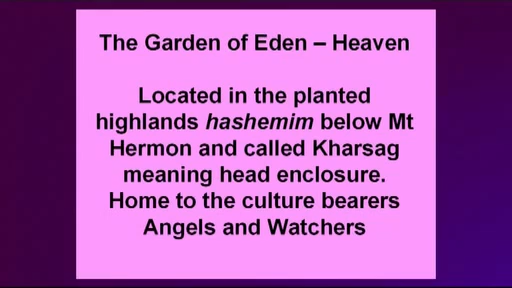 The Garden of Eden – Heaven
Located in the planted
highlands hashemim below Mt
Hermon and called Kharsag
meaning head enclosure.
Home to the culture bearers
Angels and Watchers